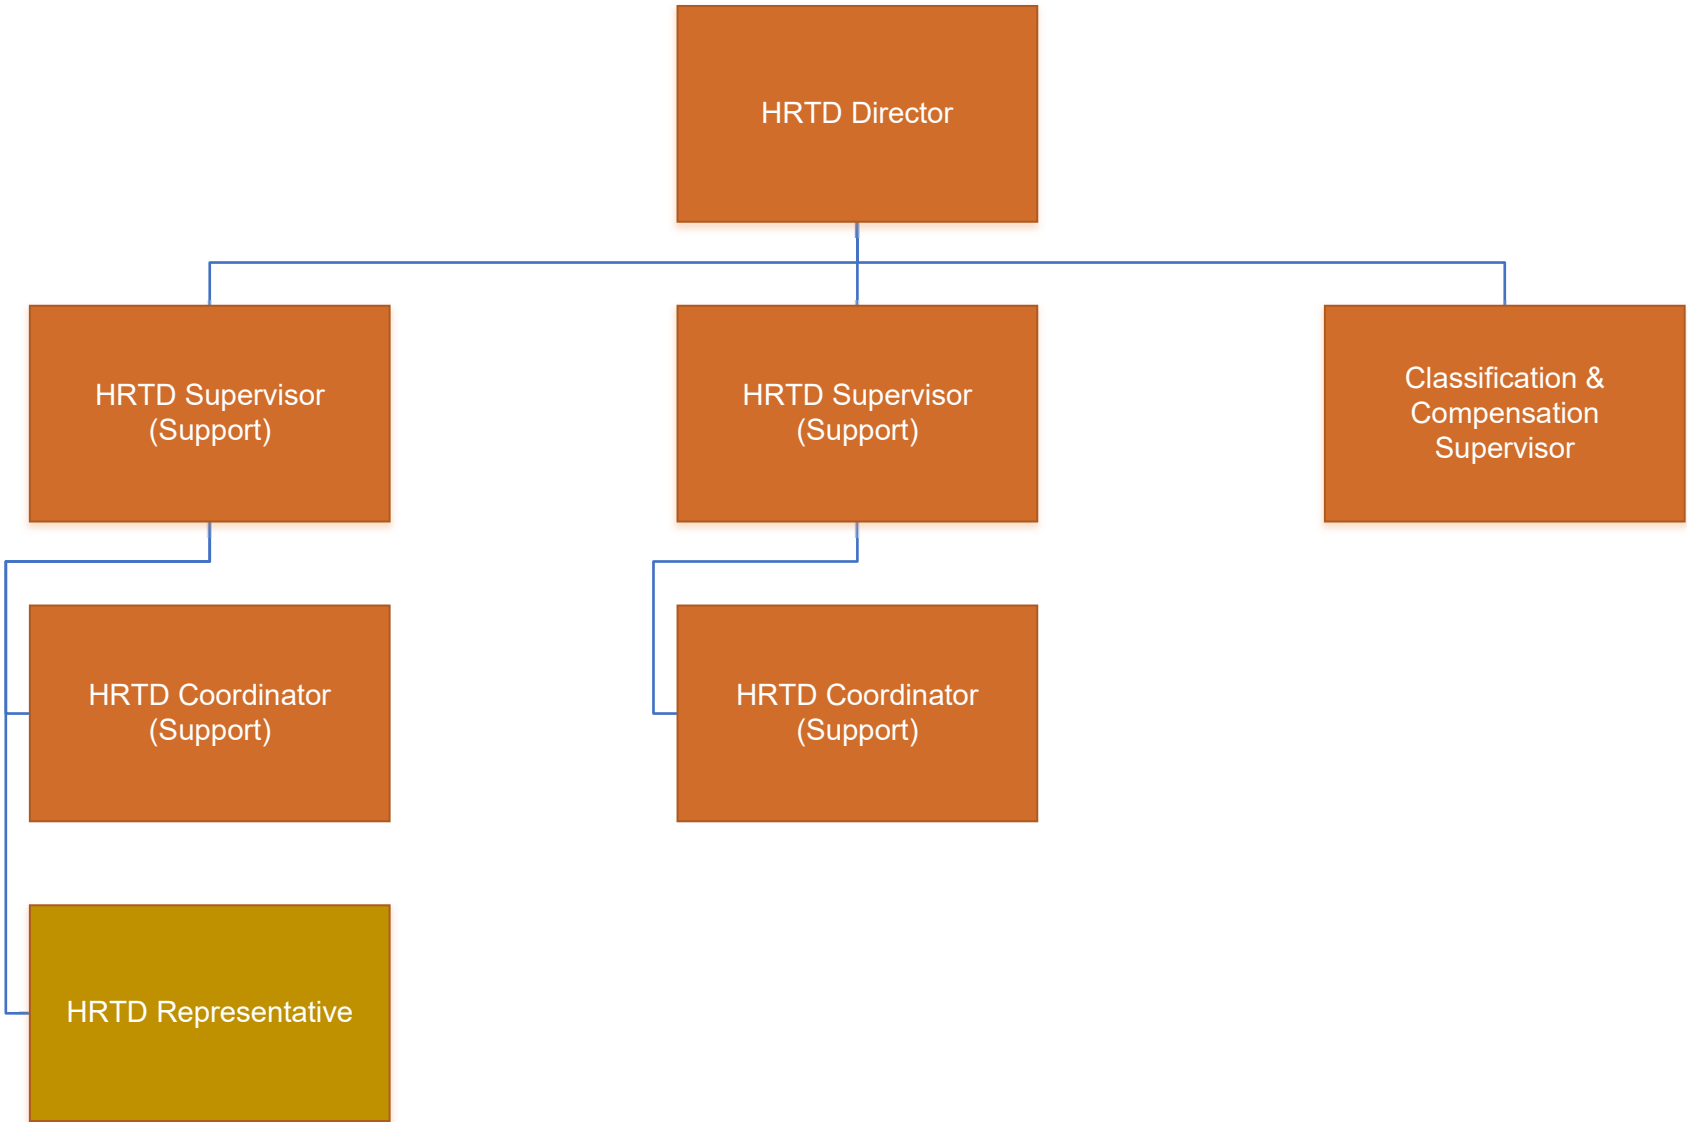 HRTD Director
HRTD Supervisor
(Support)
HRTD Supervisor
(Support)
Classification &
Compensation
Supervisor
HRTD Coordinator
(Support)
HRTD Coordinator
(Support)
HRTD Representative